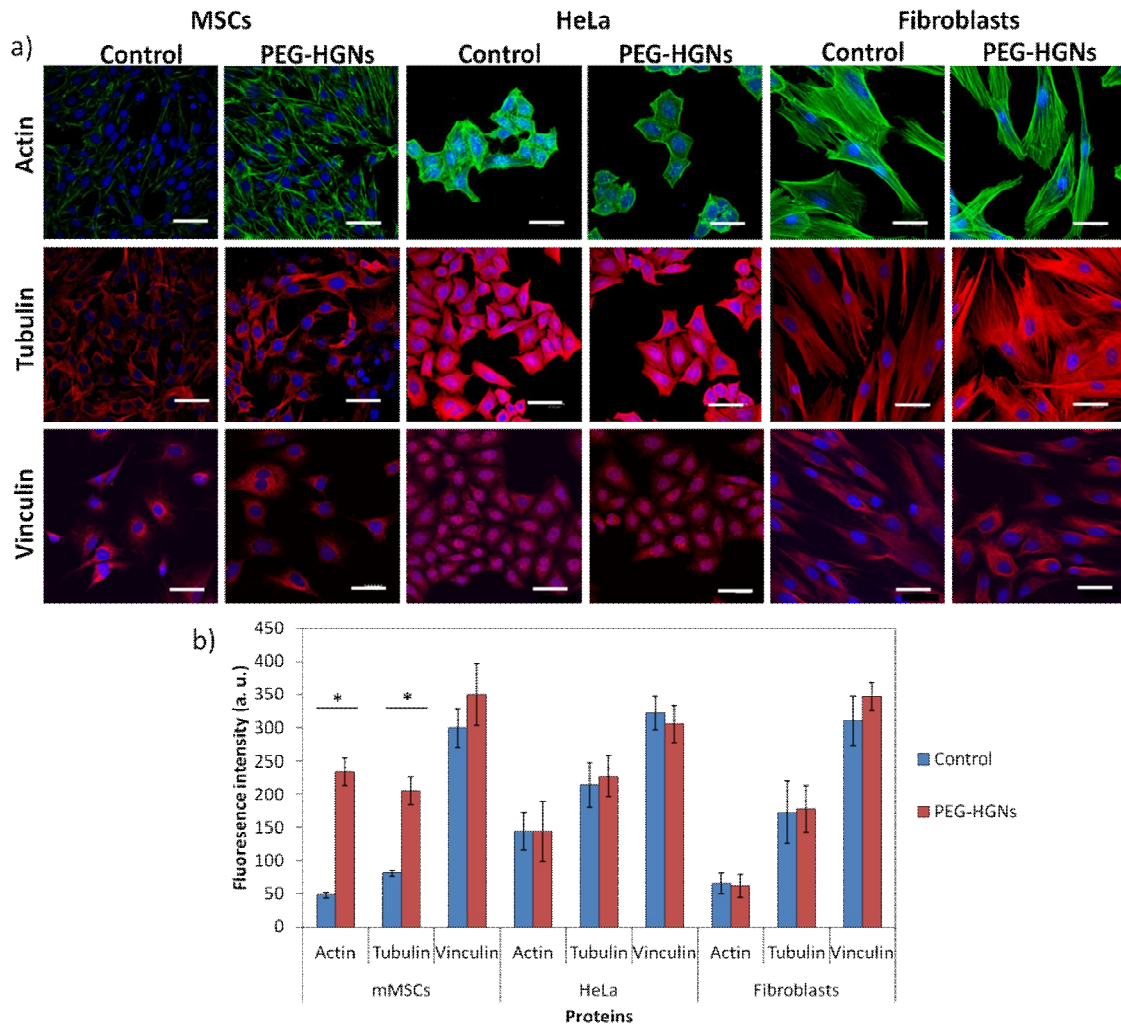 MSCs HeLa Fibroblasts
a) Control PEG-HGNs Control PEG-HGNs Control PEG-HGNs
Actin
Tubulin
Vinculin
b)
450
400
350
300
250
200
150
100
50
0
Fluoresence intensity (a. u.)
* *
Control
PEG-HGNs
Actin Tubulin Vinculin Actin Tubulin Vinculin Actin Tubulin Vinculin
mMSCs HeLa Fibroblasts
Proteins